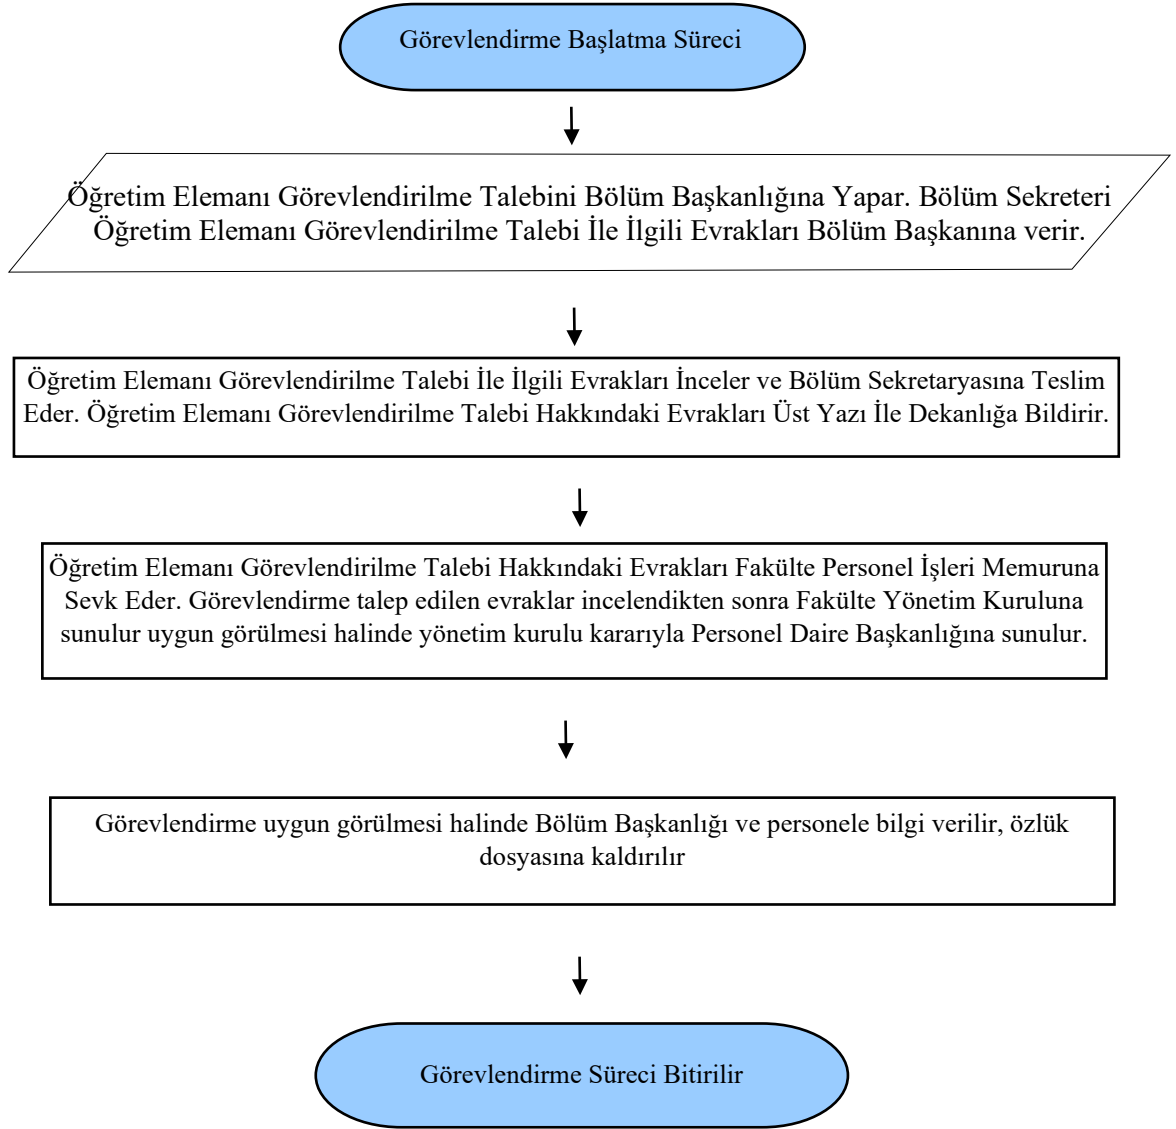 Görevlendirme Başlatma Süreci
Öğretim Elemanı Görevlendirilme Talebini Bölüm Başkanlığına Yapar. Bölüm Sekreteri
Öğretim Elemanı Görevlendirilme Talebi İle İlgili Evrakları Bölüm Başkanına verir.
Öğretim Elemanı Görevlendirilme Talebi İle İlgili Evrakları İnceler ve Bölüm Sekretaryasına Teslim
Eder. Öğretim Elemanı Görevlendirilme Talebi Hakkındaki Evrakları Üst Yazı İle Dekanlığa Bildirir.
Öğretim Elemanı Görevlendirilme Talebi Hakkındaki Evrakları Fakülte Personel İşleri Memuruna
Sevk Eder. Görevlendirme talep edilen evraklar incelendikten sonra Fakülte Yönetim Kuruluna
sunulur uygun görülmesi halinde yönetim kurulu kararıyla Personel Daire Başkanlığına sunulur.
Görevlendirme uygun görülmesi halinde Bölüm Başkanlığı ve personele bilgi verilir, özlük
dosyasına kaldırılır
Görevlendirme Süreci Bitirilir